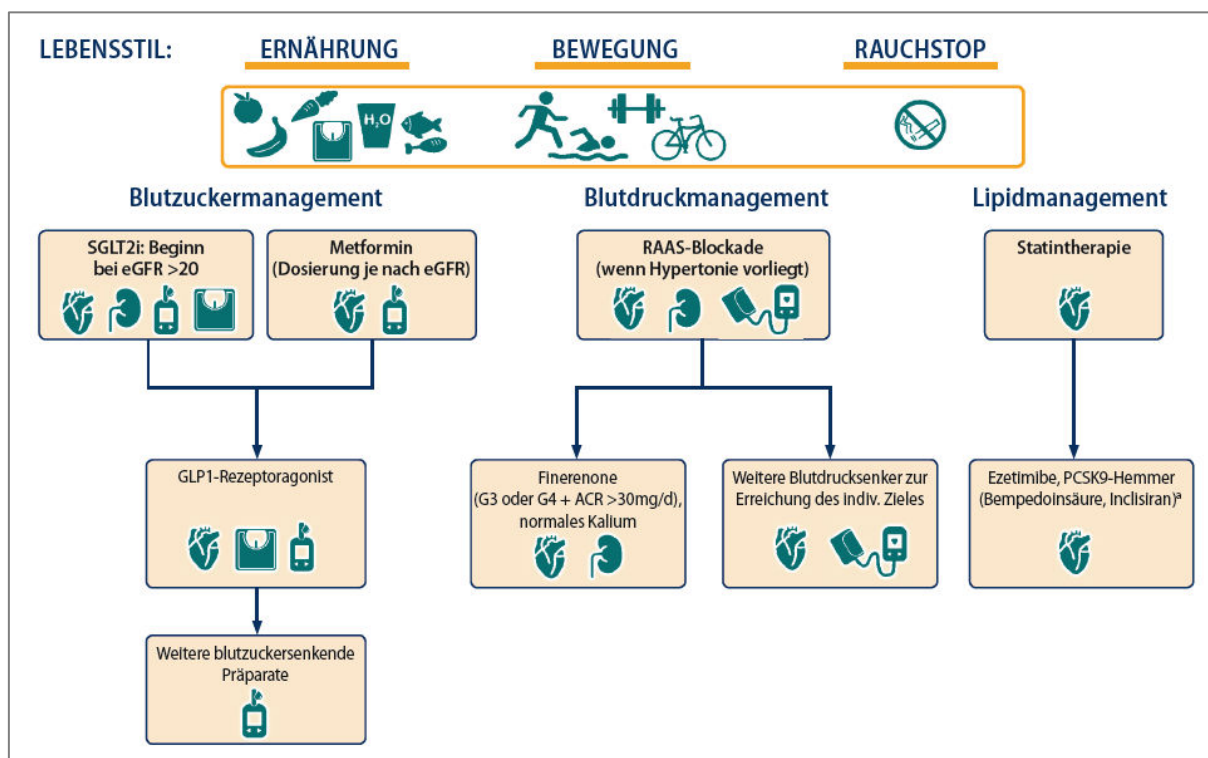 LEBENSSTIL: ERNÄHRUNG BEWEGUNG RAUCHSTOP
H₂O
Blutzuckermanagement
SGLT2i: Beginn
bei eGFR >20
Metformin
(Dosierung je nach eGFR)
GLP1-Rezeptoragonist
Weitere blutzuckersenkende
Präparate
Blutdruckmanagement
RAAS-Blockade
(wenn Hypertonie vorliegt)
Finerenone
(G3 oder G4 + ACR >30mg/d),
normales Kalium
Weitere Blutdrucksenker zur
Erreichung des indiv. Zieles
Lipidmanagement
Statintherapie
Ezetimibe, PCSK9-Hemmer
(Bempedoinsäure, Inclisiran)ª